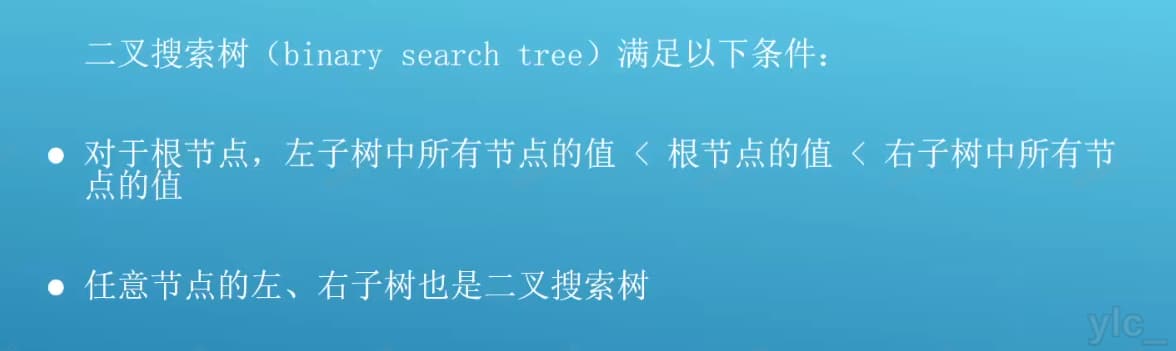 二叉搜索树（binary search tree）满足以下条件：
对于根节点，左子树中所有节点的值 < 根节点的值 < 右子树中所有节
点的值
任意节点的左、右子树也是二叉搜索树
ylc_